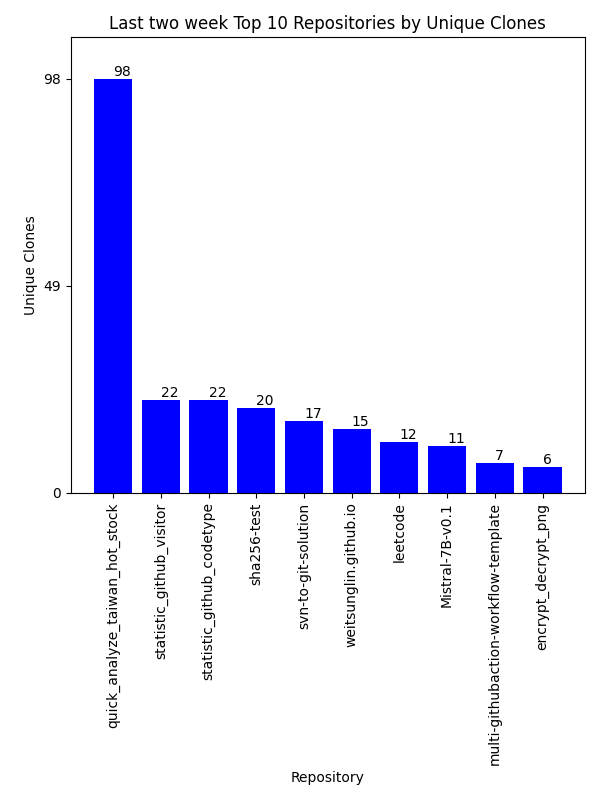 Last two week Top 10 Repositories by Unique Clones
Unique Clones
98
49
0
98
22
22
20
17
15
12
11
7
6
quick_analyze_taiwan_hot_stock
statistic_github_visitor
statistic_github_codetype
sha256-test
svn-to-git-solution
weitsunglin.github.io
leetcode
Mistral-7B-v0.1
multi-githubaction-workflow-template
encrypt_decrypt_png
Repository